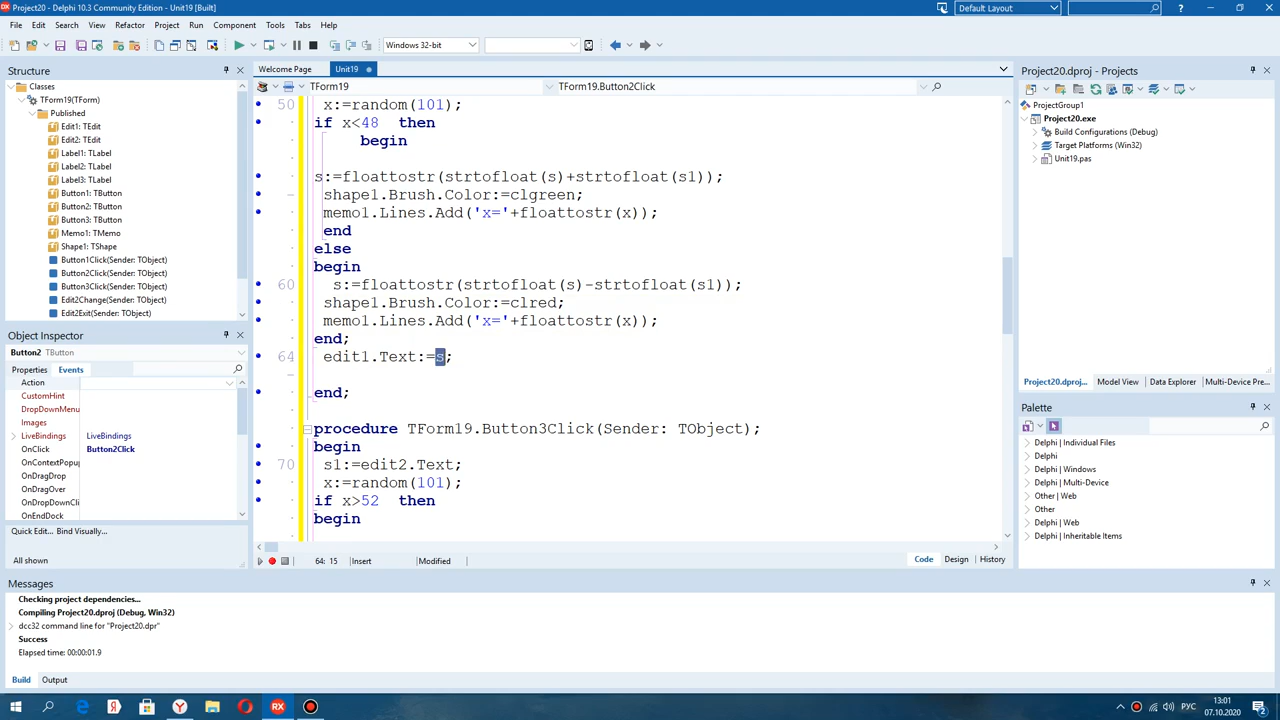 Project20 - Delphi 10.3 Community Edition - Unit19 [Built]
Default Layout
File Edit Search View Refactor Project Run Component Tools Tabs Help
Windows 32-bit
Structure
Classes
TForm19(TForm)
Published
Edit1: TEdit
Edit2: TEdit
Label1: TLabel
Label2: TLabel
Label3: TLabel
Button1: TButton
Button2: TButton
Button3: TButton
Memo1: TMemo
Shape1: TShape
Button1Click(Sender: TObject)
Button2Click(Sender: TObject)
Button3Click(Sender: TObject)
Edit2Change(Sender: TObject)
Edit2Exit(Sender: TObject)
Object Inspector
Button2 TButton
Properties Events
Action
CustomHint
DropDownMenu
Images
LiveBindings LiveBindings
OnClick Button2Click
OnContextPopup
OnDragDrop
OnDragOver
OnDropDownCli
OnEndDock
Quick Edit... Bind Visually...
All shown
Welcome Page Unit19
TForm19 TForm19.Button2Click
50 x:=random(101);
if x<48 then
begin
s:=floattostr(strtofloat(s)+strtofloat(s1));
shape1.Brush.Color:=clgreen;
memo1.Lines.Add('x='+floattostr(x));
end
else
begin
60 s:=floattostr(strtofloat(s)-strtofloat(s1));
shape1.Brush.Color:=clred;
memo1.Lines.Add('x='+floattostr(x));
end;
64 edit1.Text:=s;
end;
procedure TForm19.Button3Click(Sender: TObject);
begin
70 s1:=edit2.Text;
x:=random(101);
if x>52 then
begin
64: 15 Insert Modified
Code Design History
Project20.dproj - Projects
ProjectGroup1
Project20.exe
Build Configurations (Debug)
Target Platforms (Win32)
Unit19.pas
Project20.dproj... Model View Data Explorer Multi-Device Pre...
Palette
Delphi | Individual Files
Delphi
Delphi | Windows
Delphi | Multi-Device
Other | Web
Other
Delphi | Web
Delphi | Inheritable Items
Messages
Checking project dependencies...
Compiling Project20.dproj (Debug, Win32)
dcc32 command line for "Project20.dpr"
Success
Elapsed time: 00:00:01.9
Build Output
РУС
13:01
07.10.2020
2